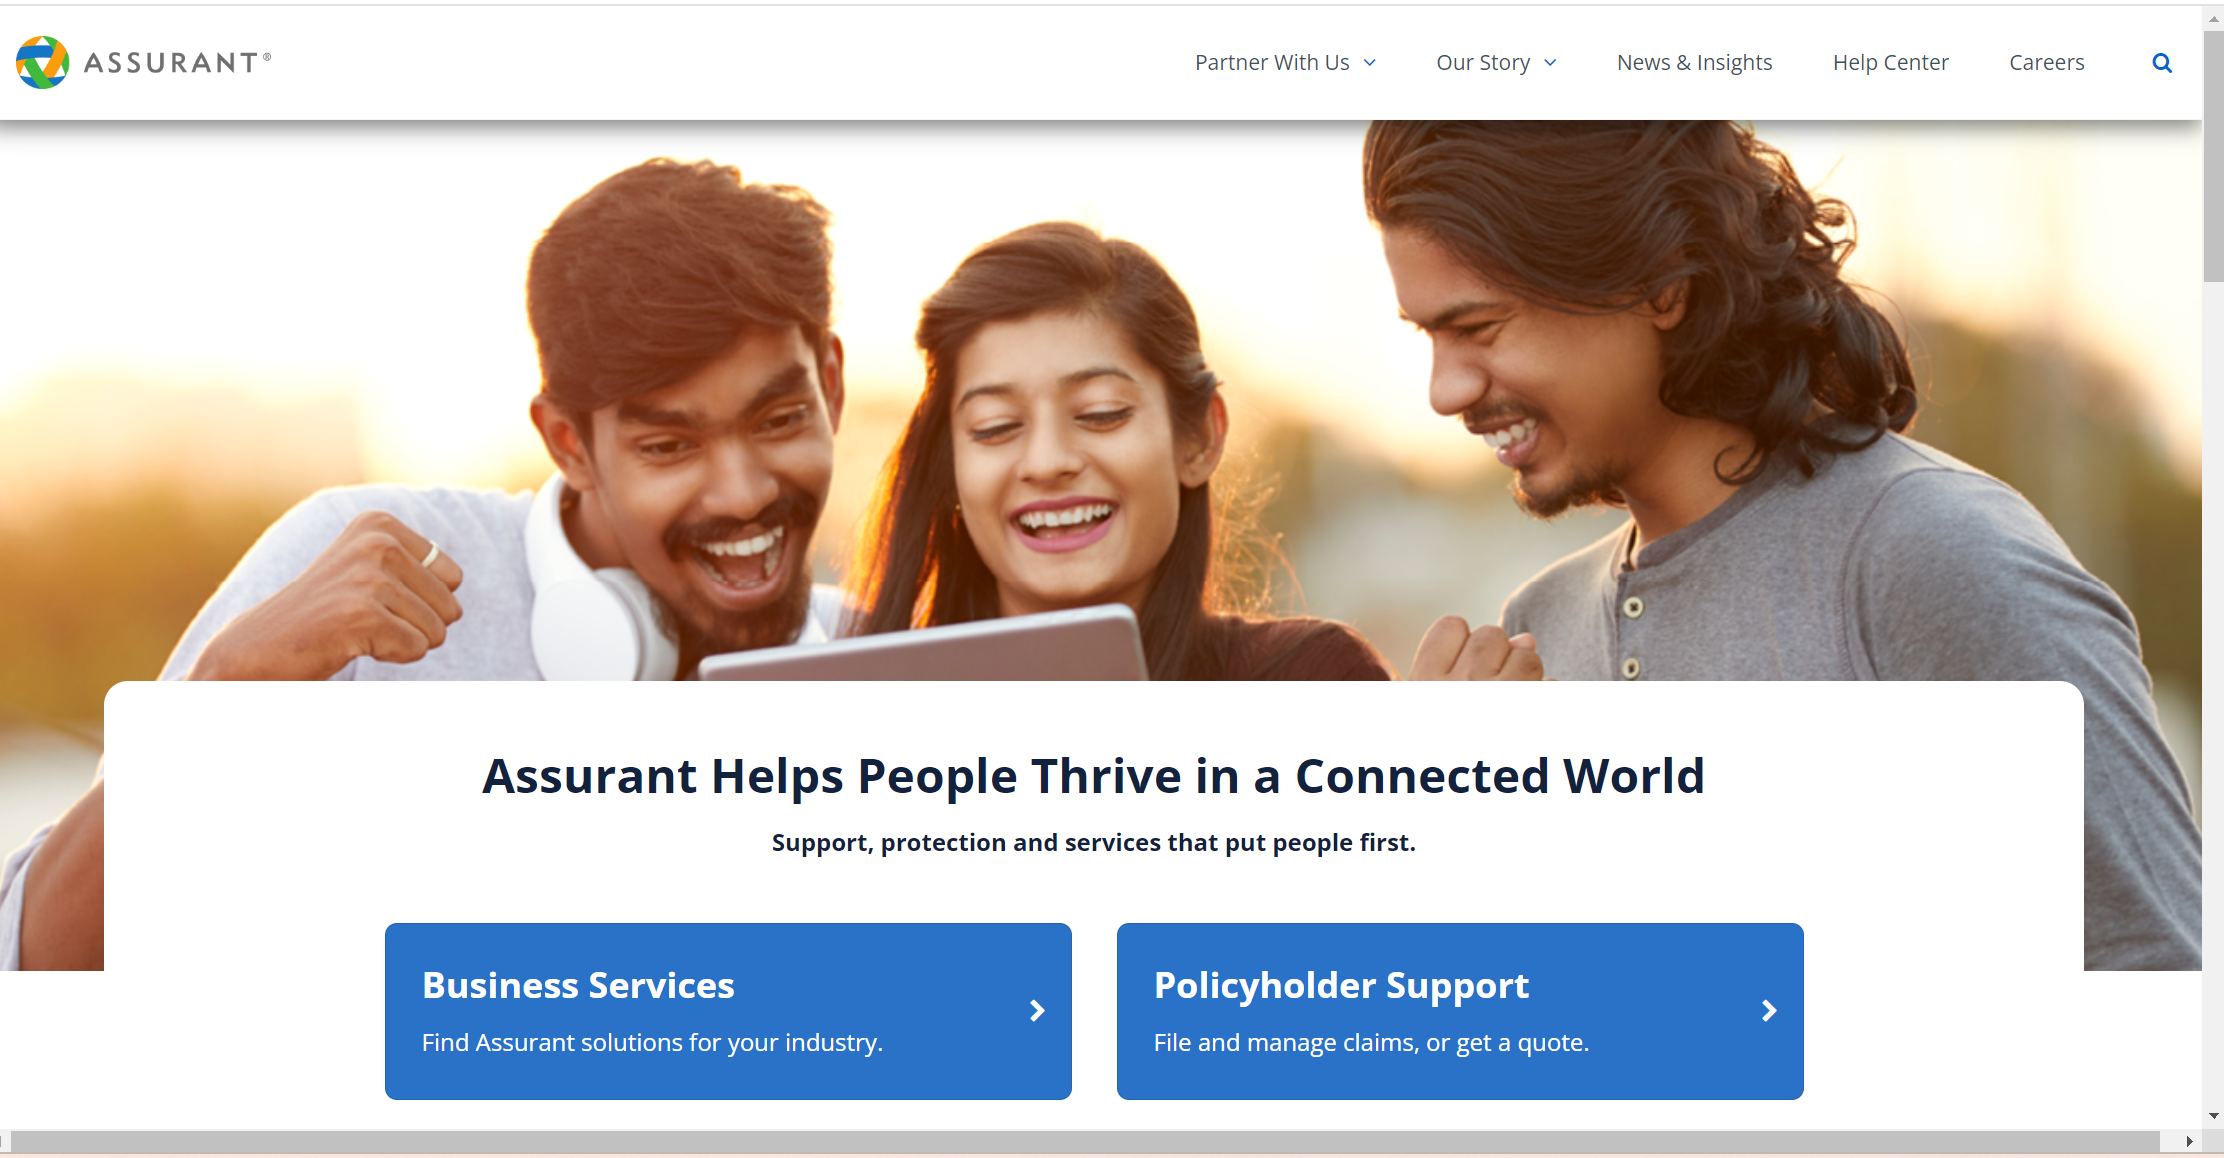 ASSURANT®
Partner With Us
Our Story
News & Insights
Help Center
Careers
Assurant Helps People Thrive in a Connected World
Support, protection and services that put people first.
Business Services
Find Assurant solutions for your industry.
Policyholder Support
File and manage claims, or get a quote.